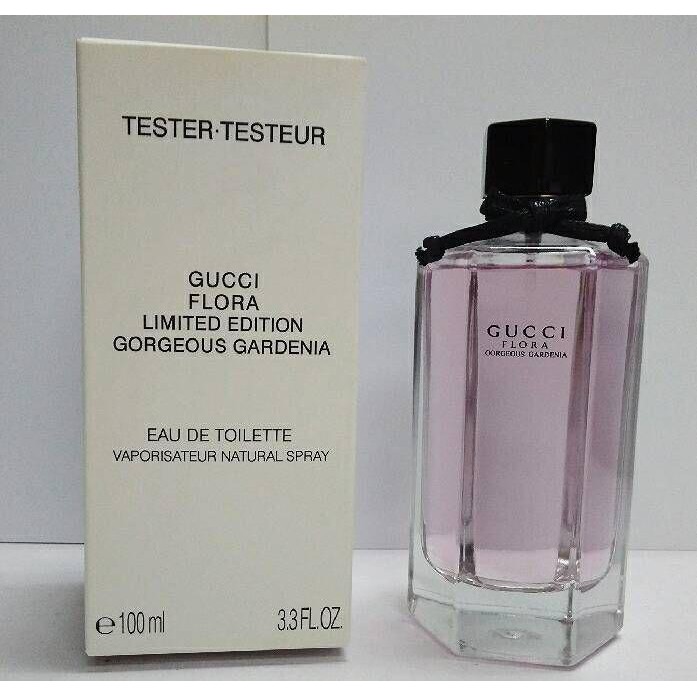 TESTER·TESTEUR
GUCCI
FLORA
LIMITED EDITION
GORGEOUS GARDENIA
EAU DE TOILETTE
VAPORISATEUR NATURAL SPRAY
℮100 ml 3.3 FL.OZ.
GUCCI
FLORA
GORGEOUS GARDENIA